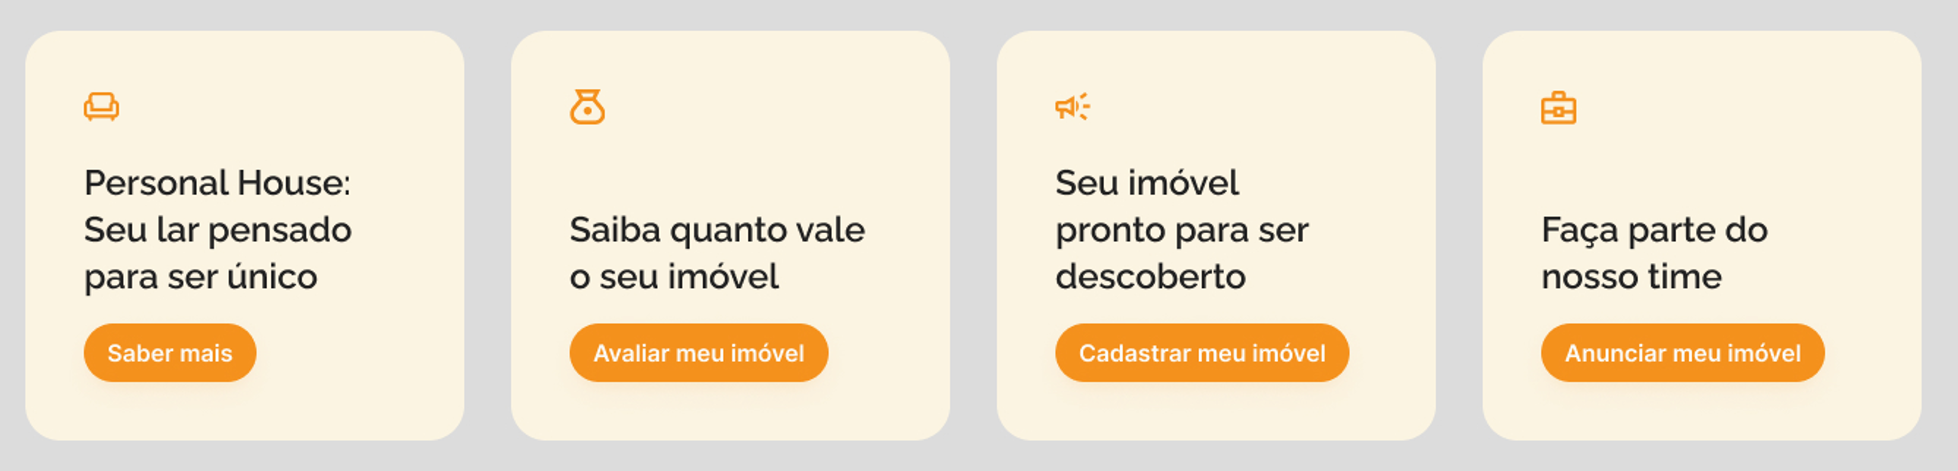 Personal House:
Seu lar pensado
para ser único
Saber mais
Saiba quanto vale
o seu imóvel
Avaliar meu imóvel
Seu imóvel
pronto para ser
descoberto
Cadastrar meu imóvel
Faça parte do
nosso time
Anunciar meu imóvel